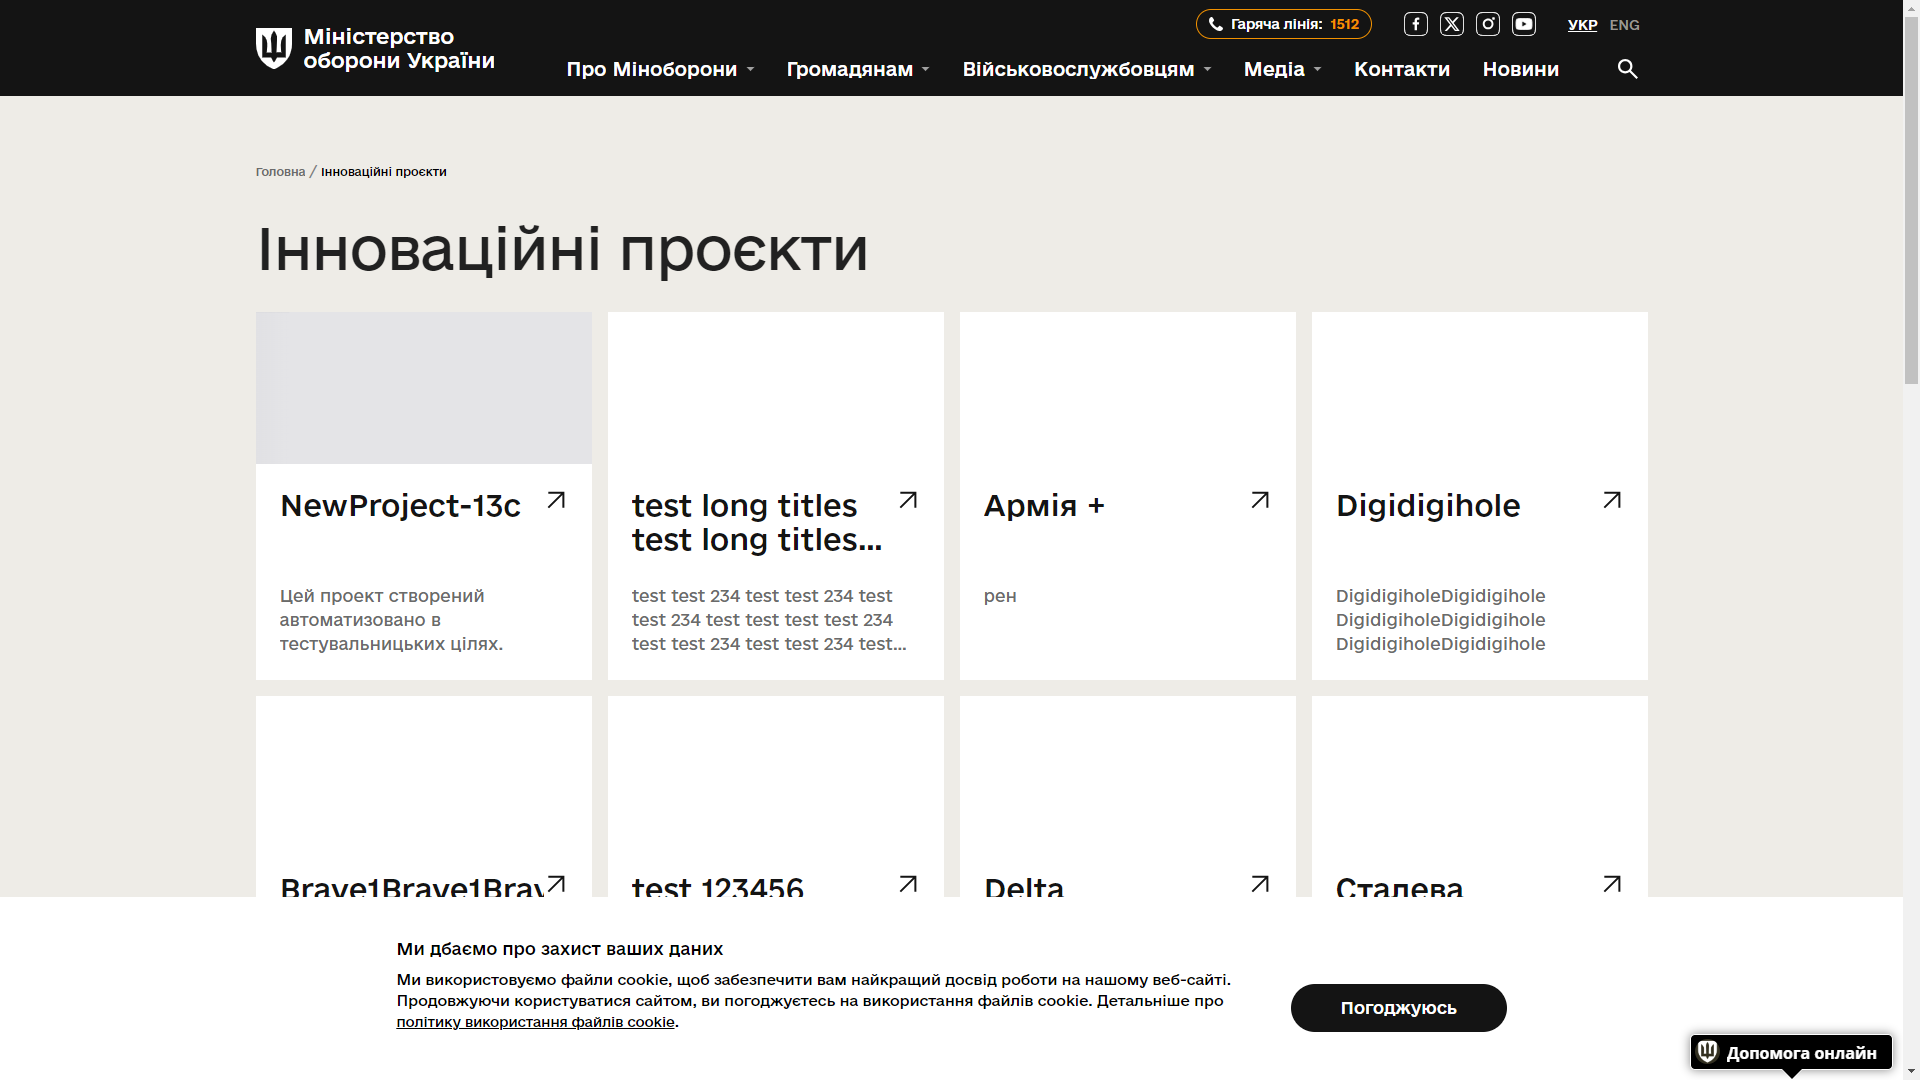 Міністерство
оборони України
Гаряча лінія: 1512
УКР ENG
Про Міноборони
Громадянам
Військовослужбовцям
Медіа
Контакти
Новини
Головна / Інноваційні проєкти
Інноваційні проєкти
NewProject-13c
Цей проект створений
автоматизовано в
тестувальницьких цілях.
test long titles
test long titles...
test test 234 test test 234 test
test 234 test test test test 234
test test 234 test test 234 test...
Армія +
рен
Digidigihole
DigidigiholeDigidigihole
DigidigiholeDigidigihole
DigidigiholeDigidigihole
Brave1Brave1Brav
test 123456
Delta
Сталева
Ми дбаємо про захист ваших даних
Ми використовуємо файли cookie, щоб забезпечити вам найкращий досвід роботи на нашому веб-сайті.
Продовжуючи користуватися сайтом, ви погоджуєтесь на використання файлів cookie. Детальніше про
політику використання файлів cookie.
Погоджуюсь
Допомога онлайн